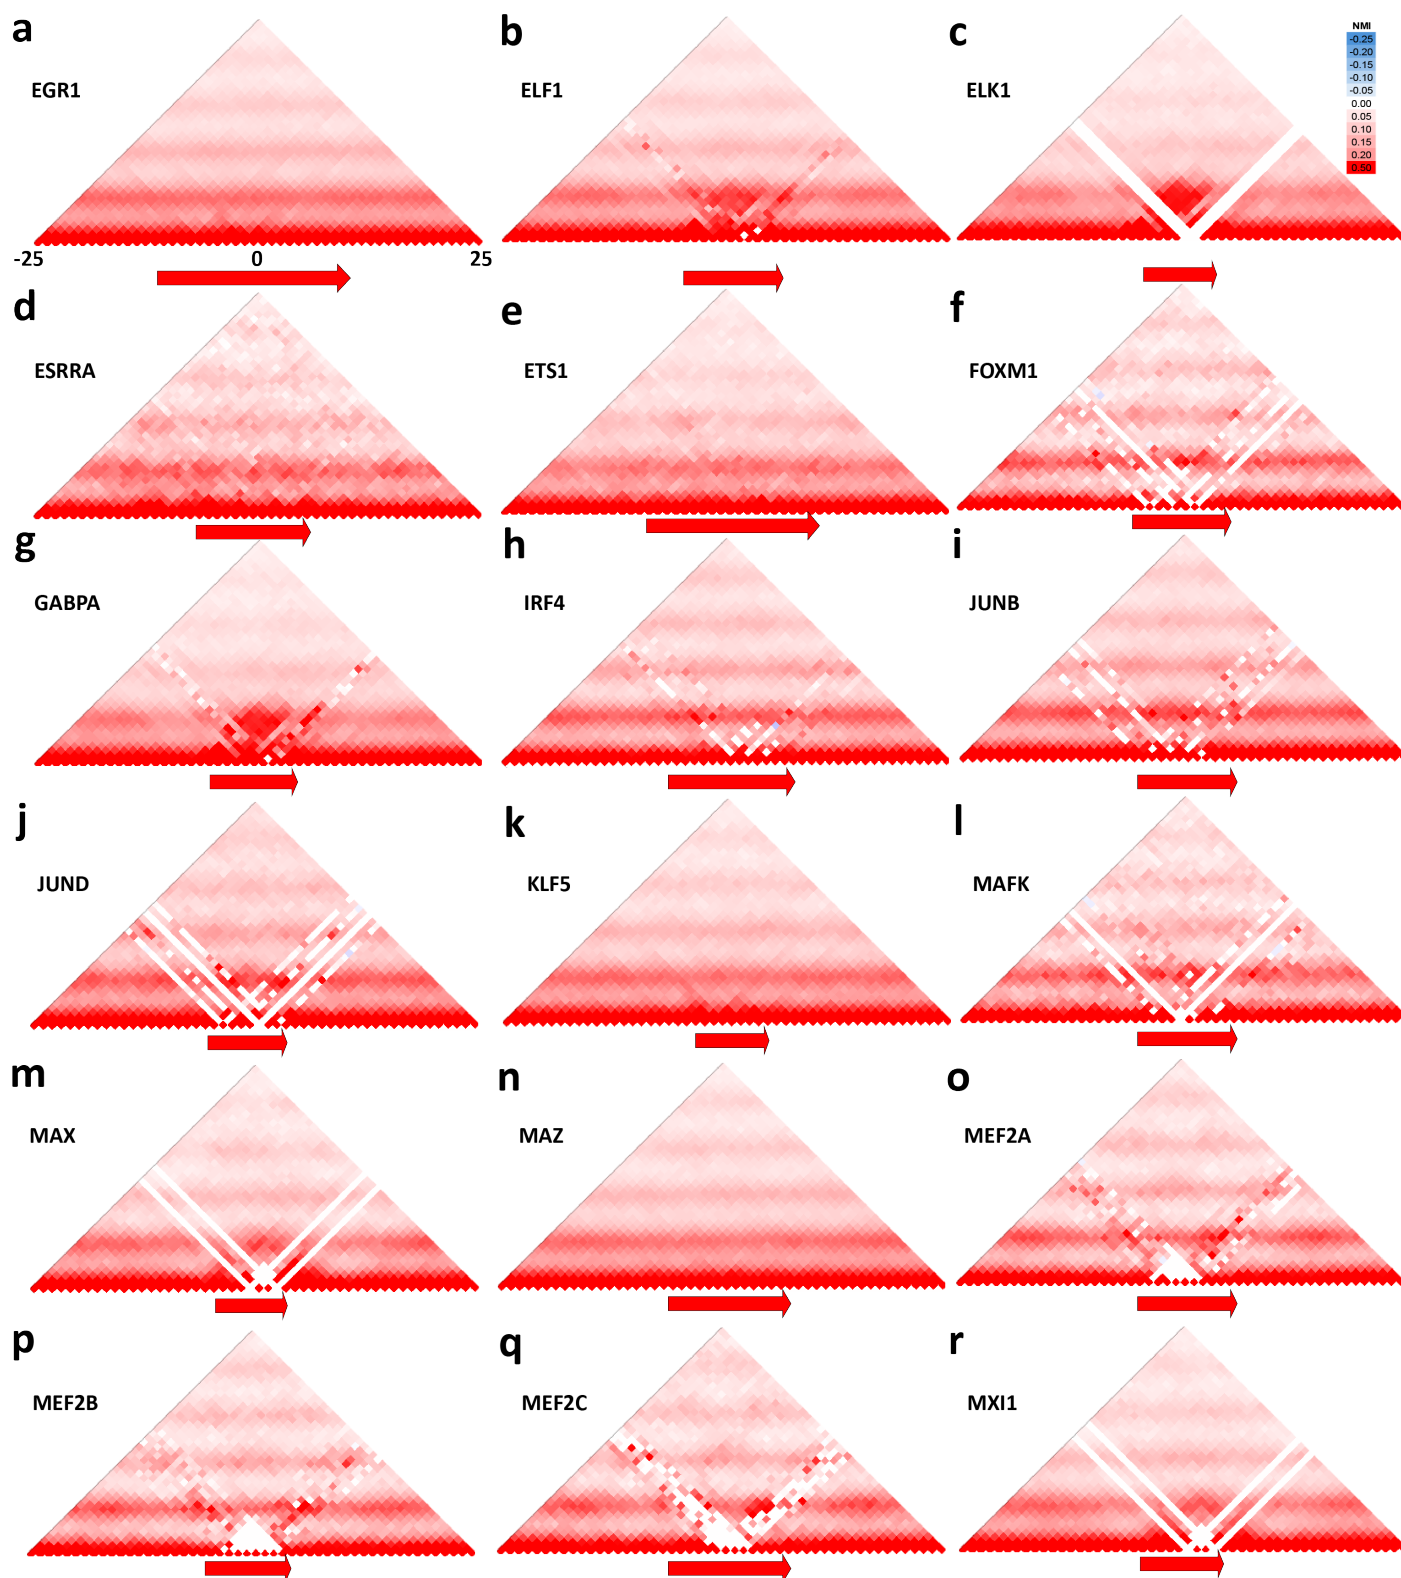 a
EGR1
-25
0
25
b
ELF1
c
ELK1
NMI
-0.25
-0.20
-0.15
-0.10
-0.05
0.00
0.05
0.10
0.15
0.20
0.50
d
ESRRA
e
ETS1
f
FOXM1
g
GABPA
h
IRF4
i
JUNB
j
JUND
k
KLF5
l
MAFK
m
MAX
n
MAZ
o
MEF2A
p
MEF2B
q
MEF2C
r
MXI1